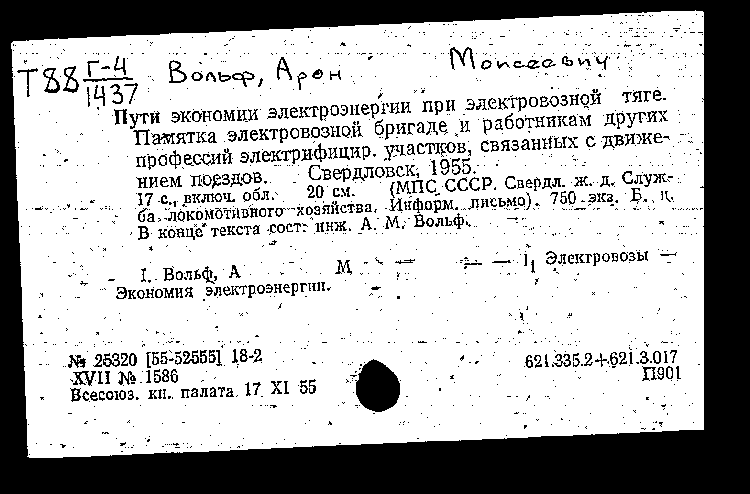 Т88 Г-4 Вольф, Арон Моисеевич
1437
Пути экономии электроэнергии при электровозной тяге.
Памятка электровозной бригаде и работникам других
профессий электрифицир. участков, связанных с движе-
нием поездов. Свердловск, 1955.
17 с., включ. обл. 20 см. (МПС СССР. Свердл. ж. д. Служ-
ба локомотивного хозяйства. Информ. письмо). 750 экз. Б. ц.
В конце текста сост: инж. А. М. Вольф.
I. Вольф, А М — — — 1, Электровозы —
Экономия электроэнергии.
№ 25320 [55-52555] 18-2 621.335.2+621.3.017
XVII № 1586 П901
Всесоюз. кн. палата 17 XI 55